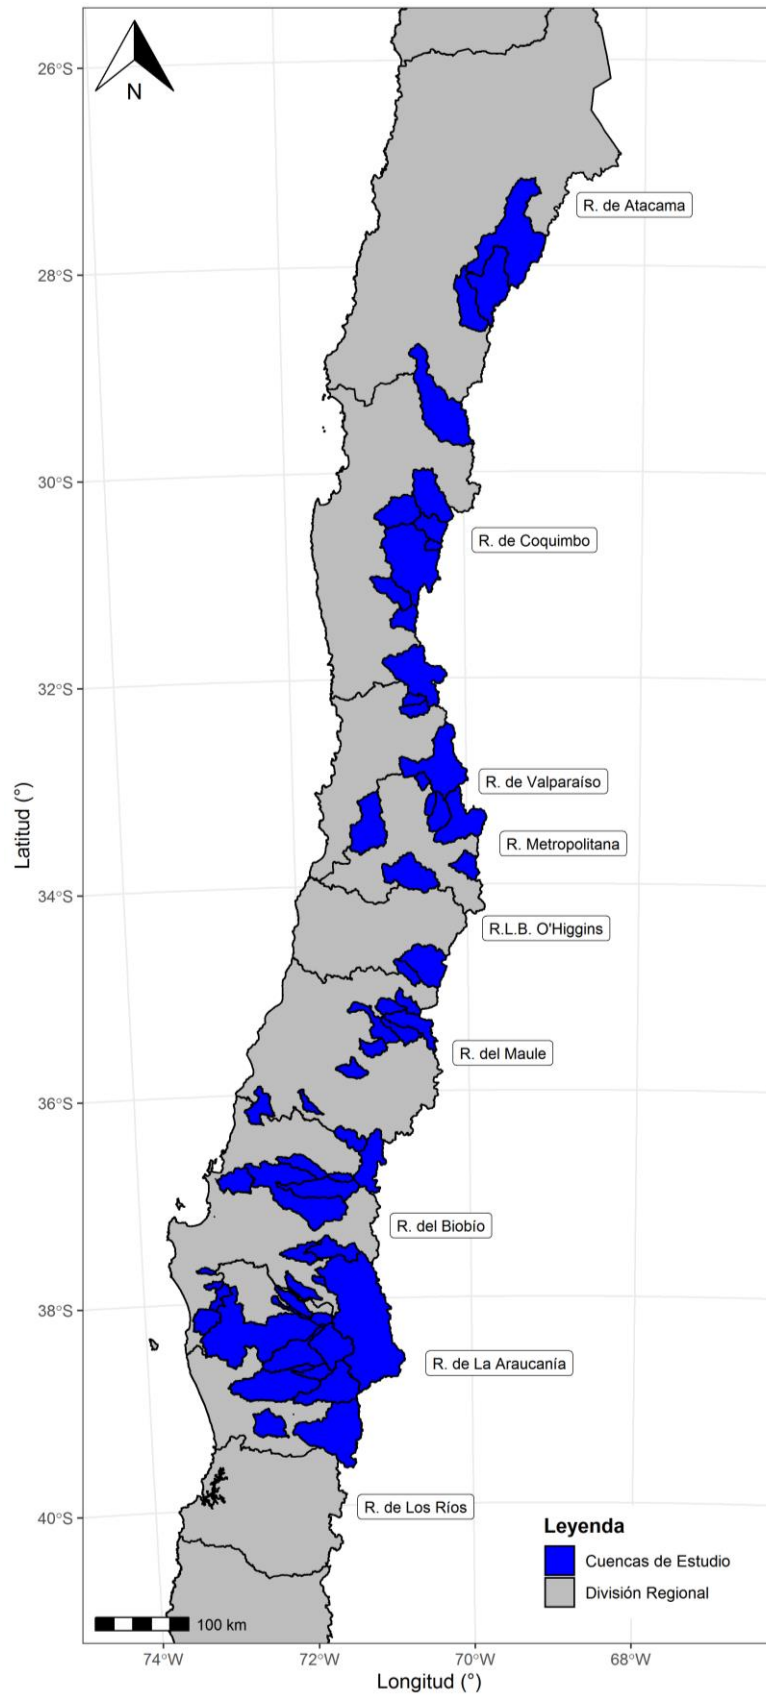 N
26°S
28°S
30°S
32°S
34°S
36°S
38°S
40°S
Latitud (°)
R. de Atacama
R. de Coquimbo
R. de Valparaíso
R. Metropolitana
R.L.B. O'Higgins
R. del Maule
R. del Biobío
R. de La Araucanía
R. de Los Ríos
Leyenda
Cuencas de Estudio
División Regional
100 km
74°W
72°W
70°W
68°W
Longitud (°)